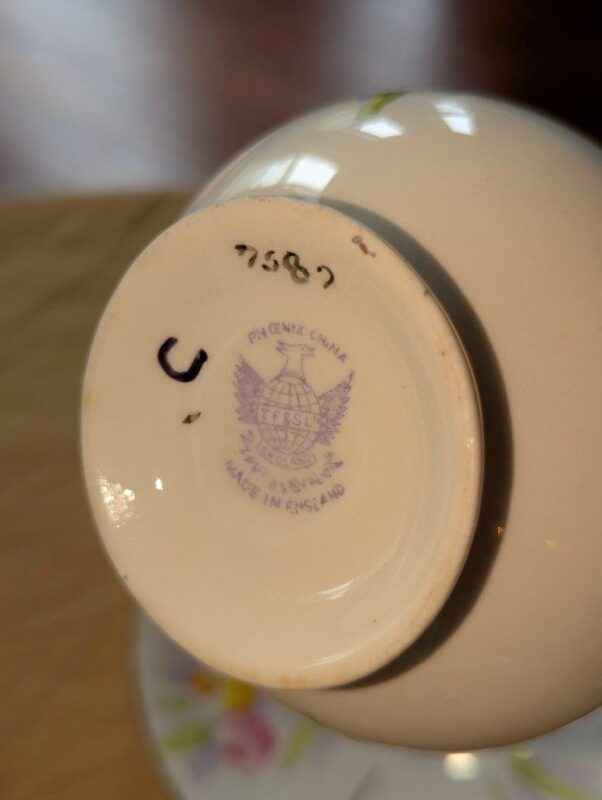 7587
C
PHOENIX CHINA
T.F.&S.L
MADE IN ENGLAND